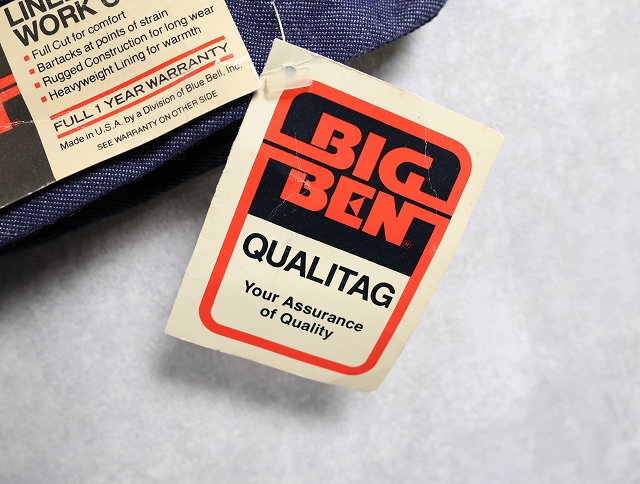 WORK
• Full Cut for comfort
• Bartacks at points of strain
• Rugged Construction for long wear
• Heavyweight Lining for warmth
FULL 1 YEAR WARRANTY
Made in U.S.A. by a Division of Blue Bell, Inc.
SEE WARRANTY ON OTHER SIDE
BIG
BEN®
QUALITAG
Your Assurance
of Quality